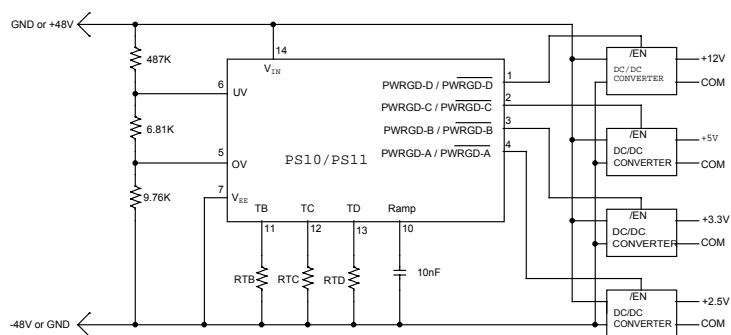 GND or +48V
487K
14
V_IN
6
UV
6.81K
5
OV
PS10/PS11
9.76K
7
V_EE
PWRGD-D / PWRGD-D
1
PWRGD-C / PWRGD-C
2
PWRGD-B / PWRGD-B
3
PWRGD-A / PWRGD-A
4
TB
TC
TD
Ramp
11
12
13
10
RTB
RTC
RTD
10nF
/EN
DC/DC
CONVERTER
+12V
COM
/EN
DC/DC
CONVERTER
+5V
COM
/EN
DC/DC
CONVERTER
+3.3V
COM
/EN
DC/DC
CONVERTER
+2.5V
COM
-48V or GND